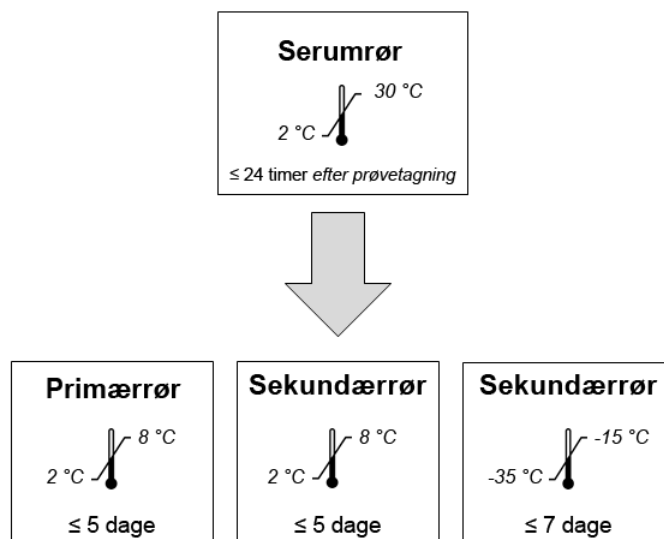 Serumrør
30 °C
2 °C
≤ 24 timer efter prøvetagning
Primærrør
8 °C
2 °C
≤ 5 dage
Sekundærrør
8 °C
2 °C
≤ 5 dage
Sekundærrør
-15 °C
-35 °C
≤ 7 dage